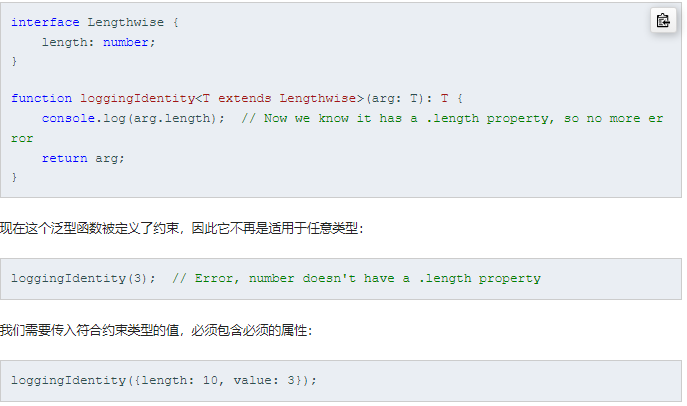 interface Lengthwise {
    length: number;
}
function loggingIdentity<T extends Lengthwise>(arg: T): T {
    console.log(arg.length);  // Now we know it has a .length property, so no more er
ror
    return arg;
}
现在这个泛型函数被定义了约束，因此它不再是适用于任意类型：
loggingIdentity(3);  // Error, number doesn't have a .length property
我们需要传入符合约束类型的值，必须包含必须的属性：
loggingIdentity({length: 10, value: 3});